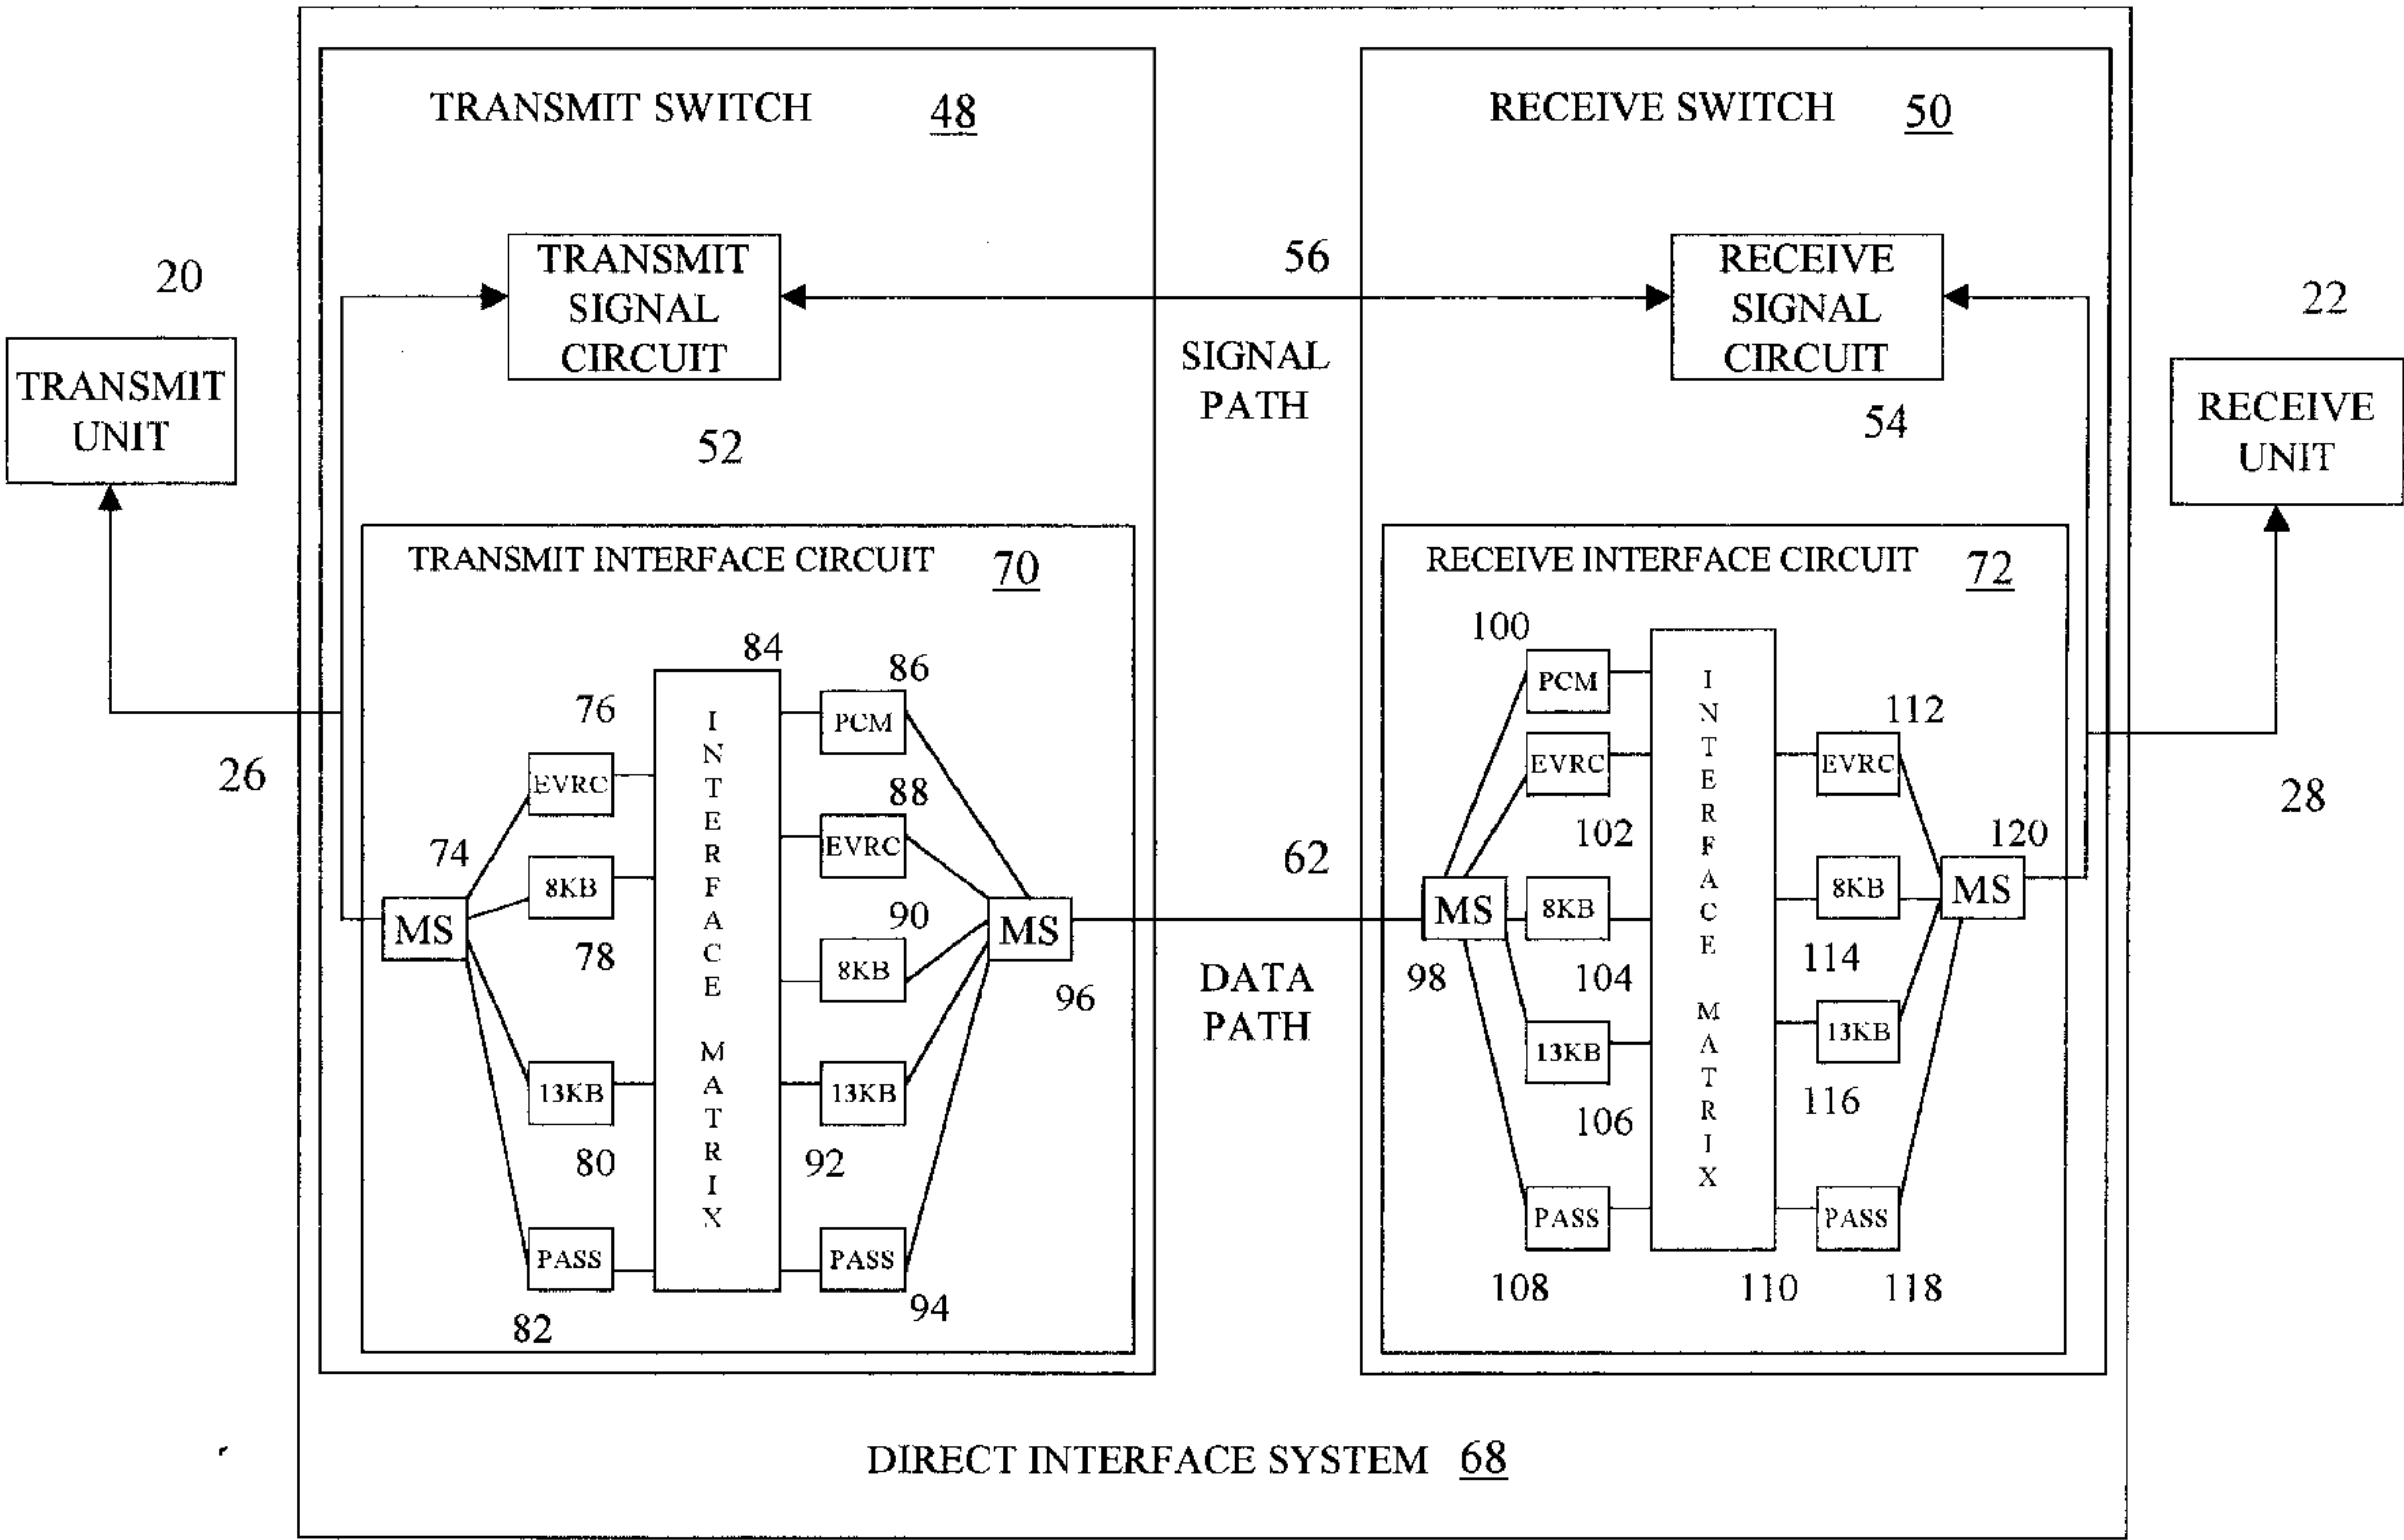 TRANSMIT SWITCH 48
RECEIVE SWITCH 50
20
TRANSMIT
UNIT
26
TRANSMIT
SIGNAL
CIRCUIT
52
56
SIGNAL
PATH
RECEIVE
SIGNAL
CIRCUIT
54
22
RECEIVE
UNIT
28
TRANSMIT INTERFACE CIRCUIT 70
74
MS
76
EVRC
8KB
78
13KB
80
PASS
82
84
INTERFACE MATRIX
86
PCM
88
EVRC
90
8KB
92
13KB
PASS
94
MS
96
62
DATA
PATH
RECEIVE INTERFACE CIRCUIT 72
MS
98
100
PCM
EVRC
102
8KB
104
13KB
106
PASS
108
INTERFACE MATRIX
110
112
EVRC
8KB
114
13KB
116
PASS
118
120
MS
DIRECT INTERFACE SYSTEM 68